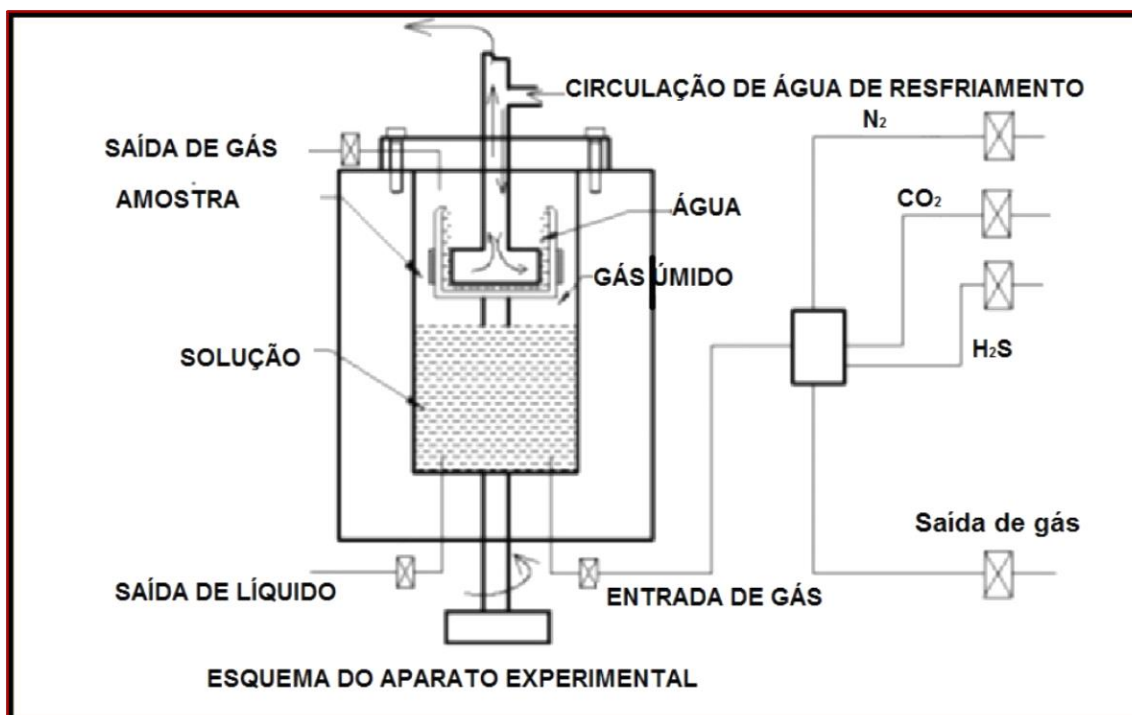 CIRCULAÇÃO DE ÁGUA DE RESFRIAMENTO
N₂
SAÍDA DE GÁS
AMOSTRA
ÁGUA
CO₂
GÁS ÚMIDO
H₂S
SOLUÇÃO
Saída de gás
SAÍDA DE LÍQUIDO
ENTRADA DE GÁS
ESQUEMA DO APARATO EXPERIMENTAL